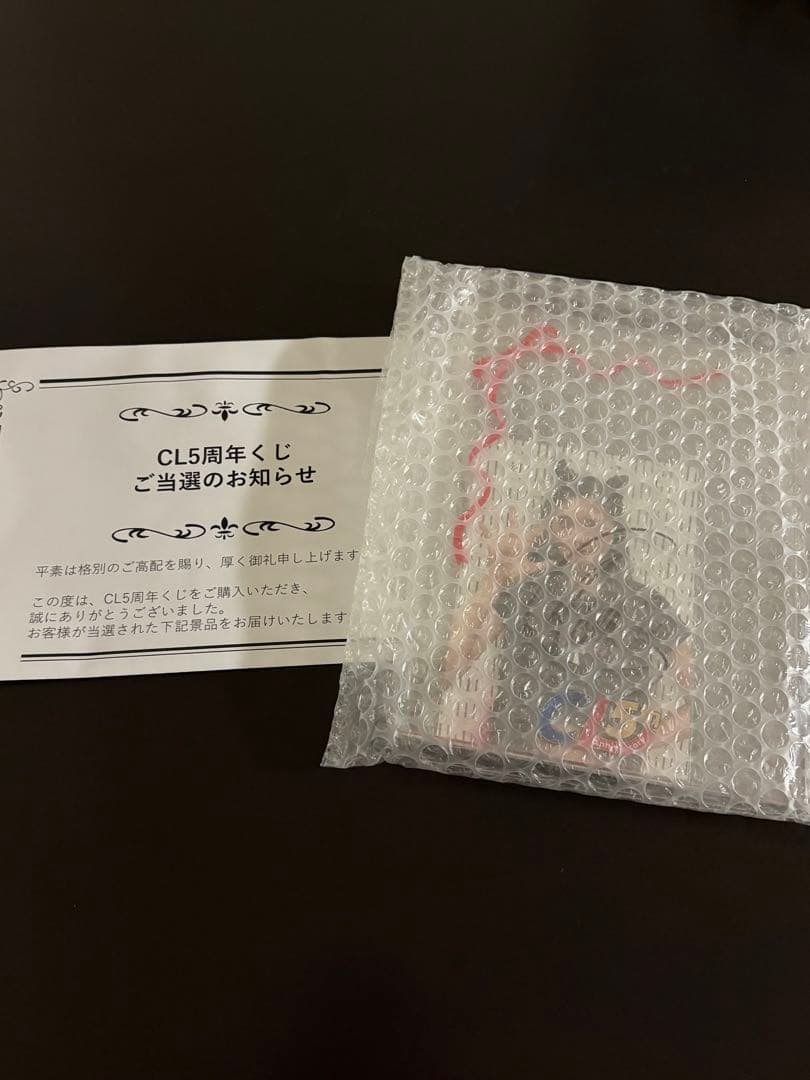 CL5周年くじ
ご当選のお知らせ
平素は格別のご高配を賜り、厚く御礼申し上げます
この度は、CL5周年くじをご購入いただき、
誠にありがとうございました。
お客様が当選された下記景品をお届けいたします
CL5th